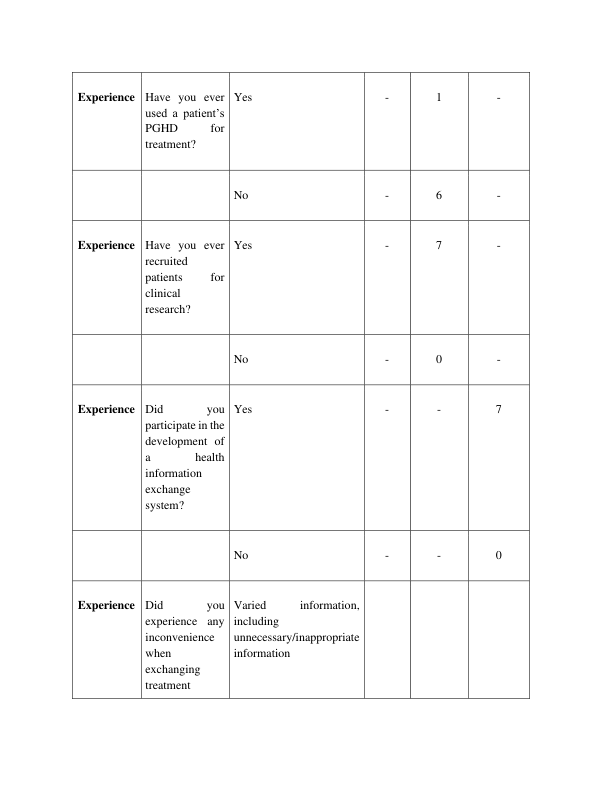 Experience Have you ever Yes - 1 -
used a patient’s
PGHD for
treatment?
No - 6 -
Experience Have you ever Yes - 7 -
recruited
patients for
clinical
research?
No - 0 -
Experience Did you Yes - - 7
participate in the
development of
a health
information
exchange
system?
No - - 0
Experience Did you Varied information,
experience any including
inconvenience unnecessary/inappropriate
when information
exchanging
treatment